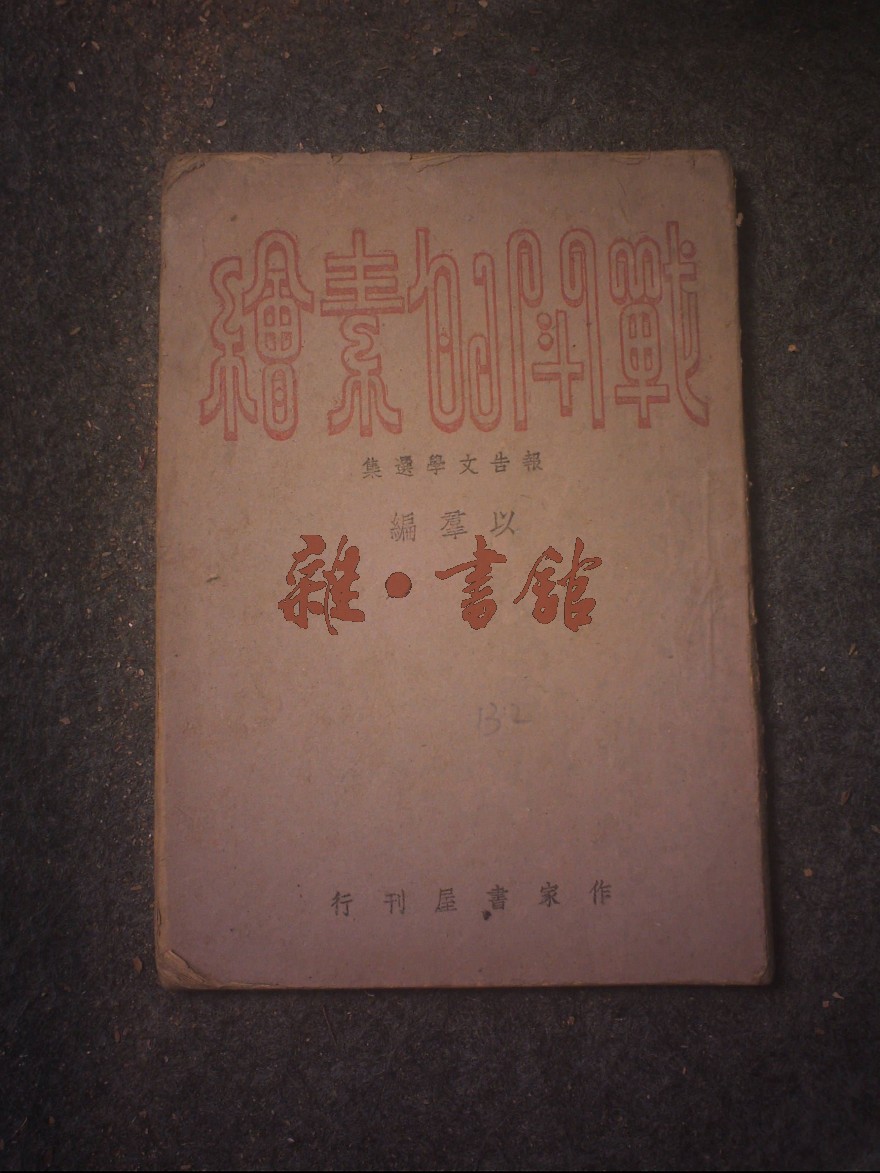 戰鬥的素繪
報告文學選集
以羣編
雜·書館
132
作家書屋刊行